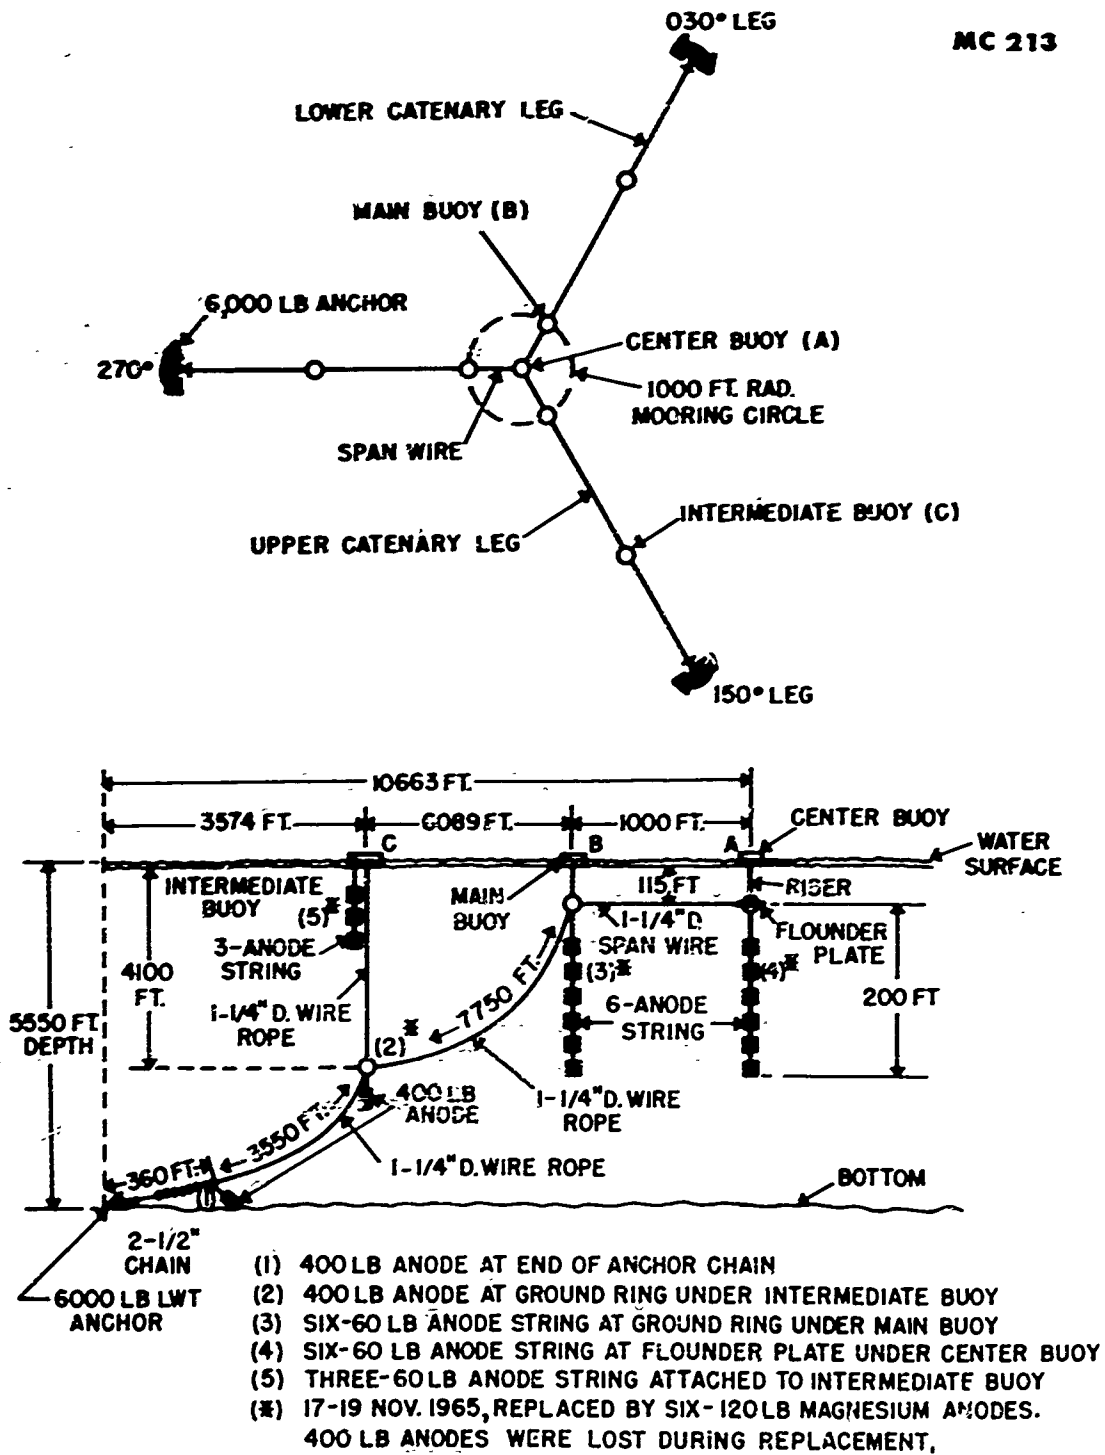 030° LEG
MC 213
LOWER CATENARY LEG
MAIN BUOY (B)
6,000 LB ANCHOR
270°
CENTER BUOY (A)
1000 FT. RAD.
MOORING CIRCLE
SPAN WIRE
INTERMEDIATE BUOY (C)
UPPER CATENARY LEG
150° LEG
10663 FT.
3574 FT.
6089 FT.
1000 FT.
CENTER BUOY
C
B
A
WATER
SURFACE
INTERMEDIATE
BUOY
(5)*
MAIN
BUOY
115 FT
RISER
1-1/4" D.
SPAN WIRE
FLOUNDER
PLATE
3-ANODE
STRING
4100
FT.
(3)*
(4)*
200 FT
7750 FT.
6-ANODE
STRING
5550 FT.
DEPTH
1-1/4" D. WIRE
ROPE
(2)*
400 LB
ANODE
1-1/4" D. WIRE
ROPE
3550 FT.
360 FT.
1-1/4" D. WIRE ROPE
(1)
BOTTOM
2-1/2"
CHAIN
6000 LB LWT
ANCHOR
(1) 400 LB ANODE AT END OF ANCHOR CHAIN
(2) 400 LB ANODE AT GROUND RING UNDER INTERMEDIATE BUOY
(3) SIX-60 LB ANODE STRING AT GROUND RING UNDER MAIN BUOY
(4) SIX-60 LB ANODE STRING AT FLOUNDER PLATE UNDER CENTER BUOY
(5) THREE-60 LB ANODE STRING ATTACHED TO INTERMEDIATE BUOY
(*) 17-19 NOV. 1965, REPLACED BY SIX-120 LB MAGNESIUM ANODES.
400 LB ANODES WERE LOST DURING REPLACEMENT.